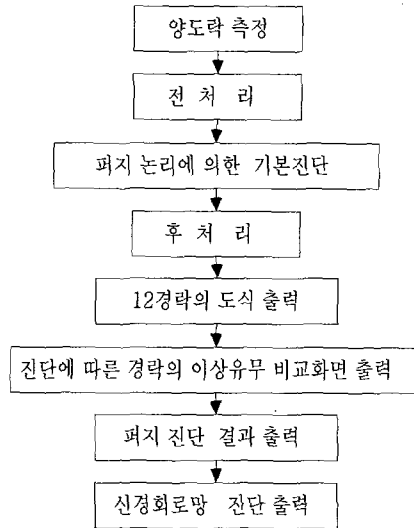 양도락 측정
전 처 리
퍼지 논리에 의한 기본진단
후 처 리
12경락의 도식 출력
진단에 따른 경락의 이상유무 비교화면 출력
퍼지 진단 결과 출력
신경회로망 진단 출력